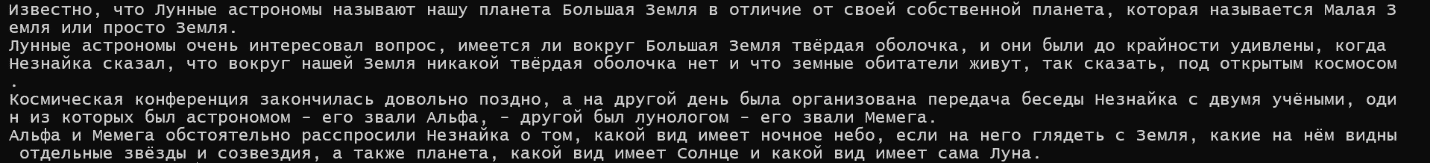 Известно, что Лунные астрономы называют нашу планета Большая Земля в отличие от своей собственной планета, которая называется Малая З
емля или просто Земля.
Лунные астрономы очень интересовал вопрос, имеется ли вокруг Большая Земля твёрдая оболочка, и они были до крайности удивлены, когда
Незнайка сказал, что вокруг нашей Земля никакой твёрдая оболочка нет и что земные обитатели живут, так сказать, под открытым космосом
.
Космическая конференция закончилась довольно поздно, а на другой день была организована передача беседы Незнайка с двумя учёными, оди
н из которых был астрономом - его звали Альфа, - другой был лунологом - его звали Мемега.
Альфа и Мемега обстоятельно расспросили Незнайка о том, какой вид имеет ночное небо, если на него глядеть с Земля, какие на нём видны
отдельные звёзды и созвездия, а также планета, какой вид имеет Солнце и какой вид имеет сама Луна.